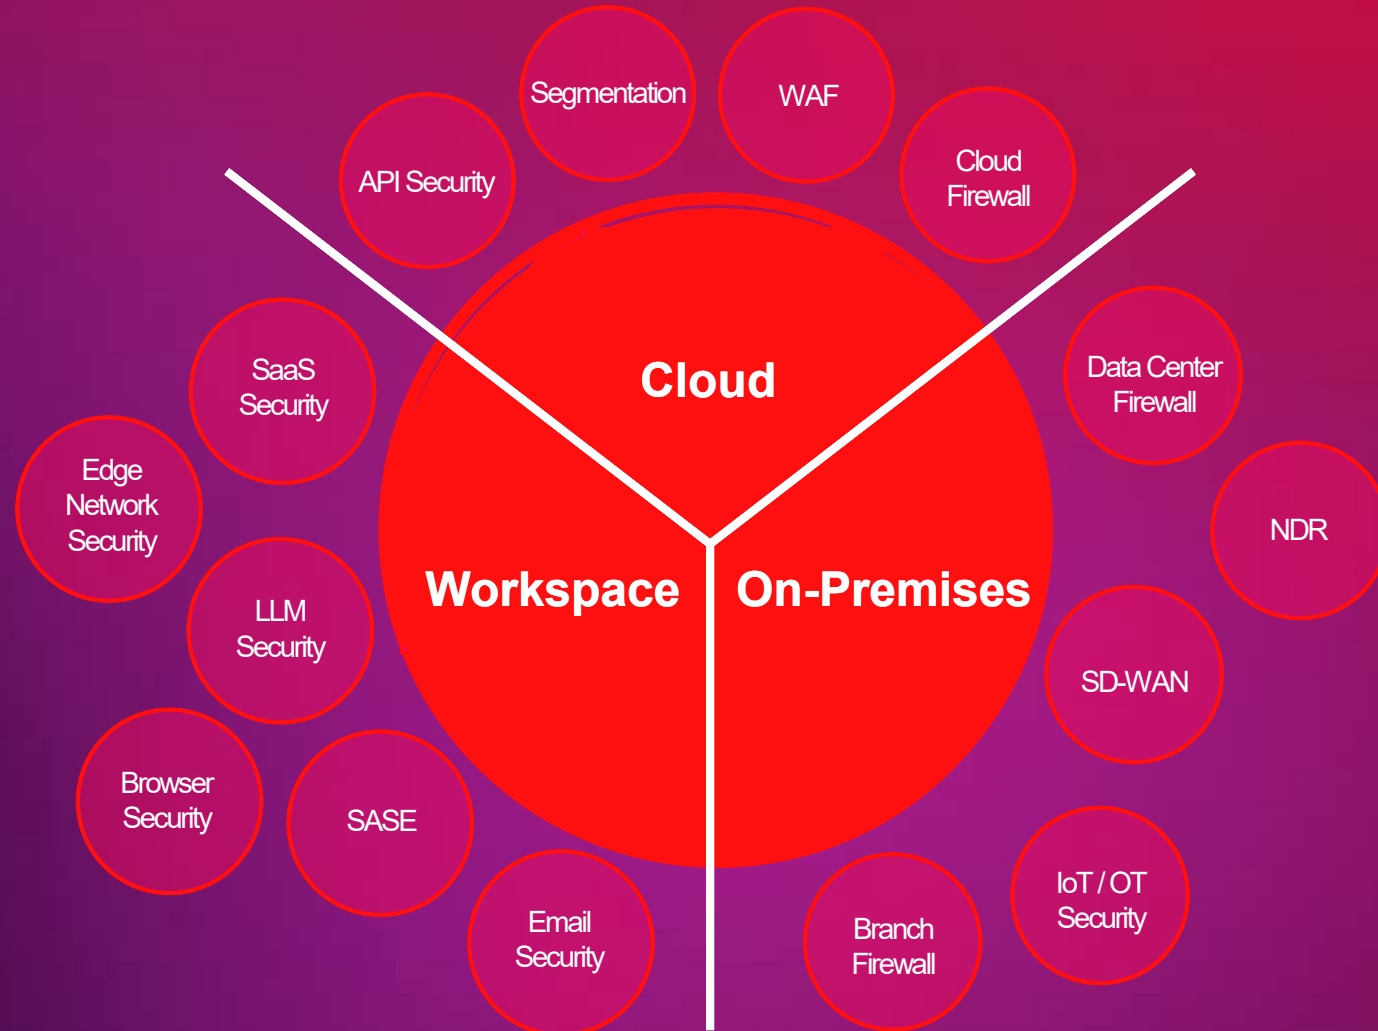 Segmentation
WAF
API Security
Cloud
Firewall
SaaS
Security
Cloud
Data Center
Firewall
Edge
Network
Security
NDR
Workspace
On-Premises
LLM
Security
SD-WAN
Browser
Security
SASE
IoT / OT
Security
Email
Security
Branch
Firewall